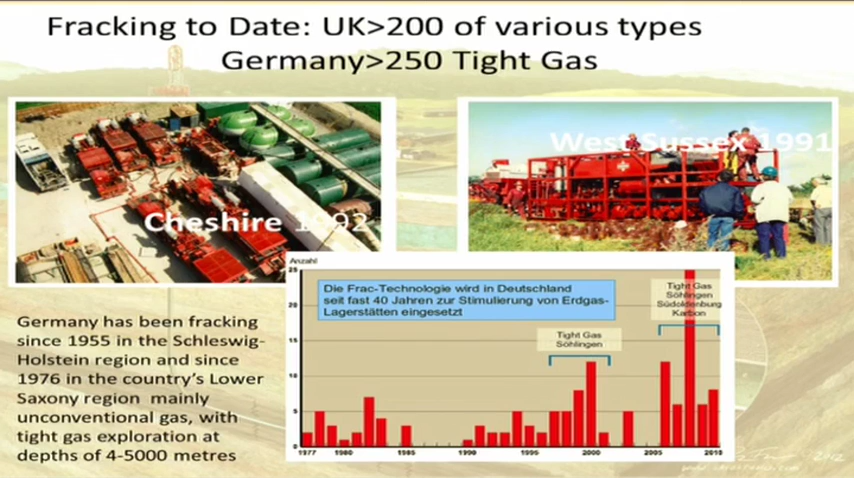 Fracking to Date: UK>200 of various types
Germany>250 Tight Gas
Cheshire 1992
West Sussex 1991
Germany has been fracking
since 1955 in the Schleswig-
Holstein region and since
1976 in the country's Lower
Saxony region mainly
unconventional gas, with
tight gas exploration at
depths of 4-5000 metres
Anzahl
25
20
15
10
5
0
Die Frac-Technologie wird in Deutschland
seit fast 40 Jahren zur Stimulierung von Erdgas-
Lagerstätten eingesetzt
Tight Gas
Söhlingen
Tight Gas
Söhlingen
Südoldenburg
Karbon
1977 1980 1985 1990 1995 2000 2005 2010
2012